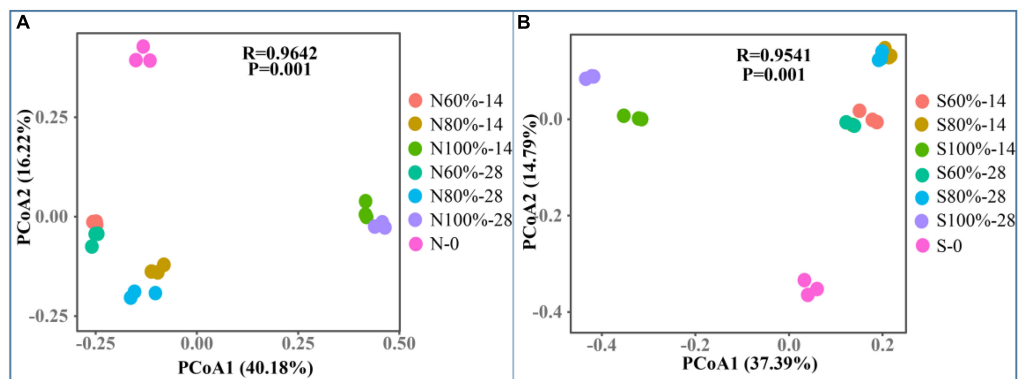 A
R=0.9642
P=0.001
PCoA2 (16.22%)
0.25
0.00
-0.25
-0.25
0.00
0.25
0.50
PCoA1 (40.18%)
N60%-14
N80%-14
N100%-14
N60%-28
N80%-28
N100%-28
N-0
B
R=0.9541
P=0.001
PCoA2 (14.79%)
0.0
-0.2
-0.4
-0.4
-0.2
0.0
0.2
PCoA1 (37.39%)
S60%-14
S80%-14
S100%-14
S60%-28
S80%-28
S100%-28
S-0